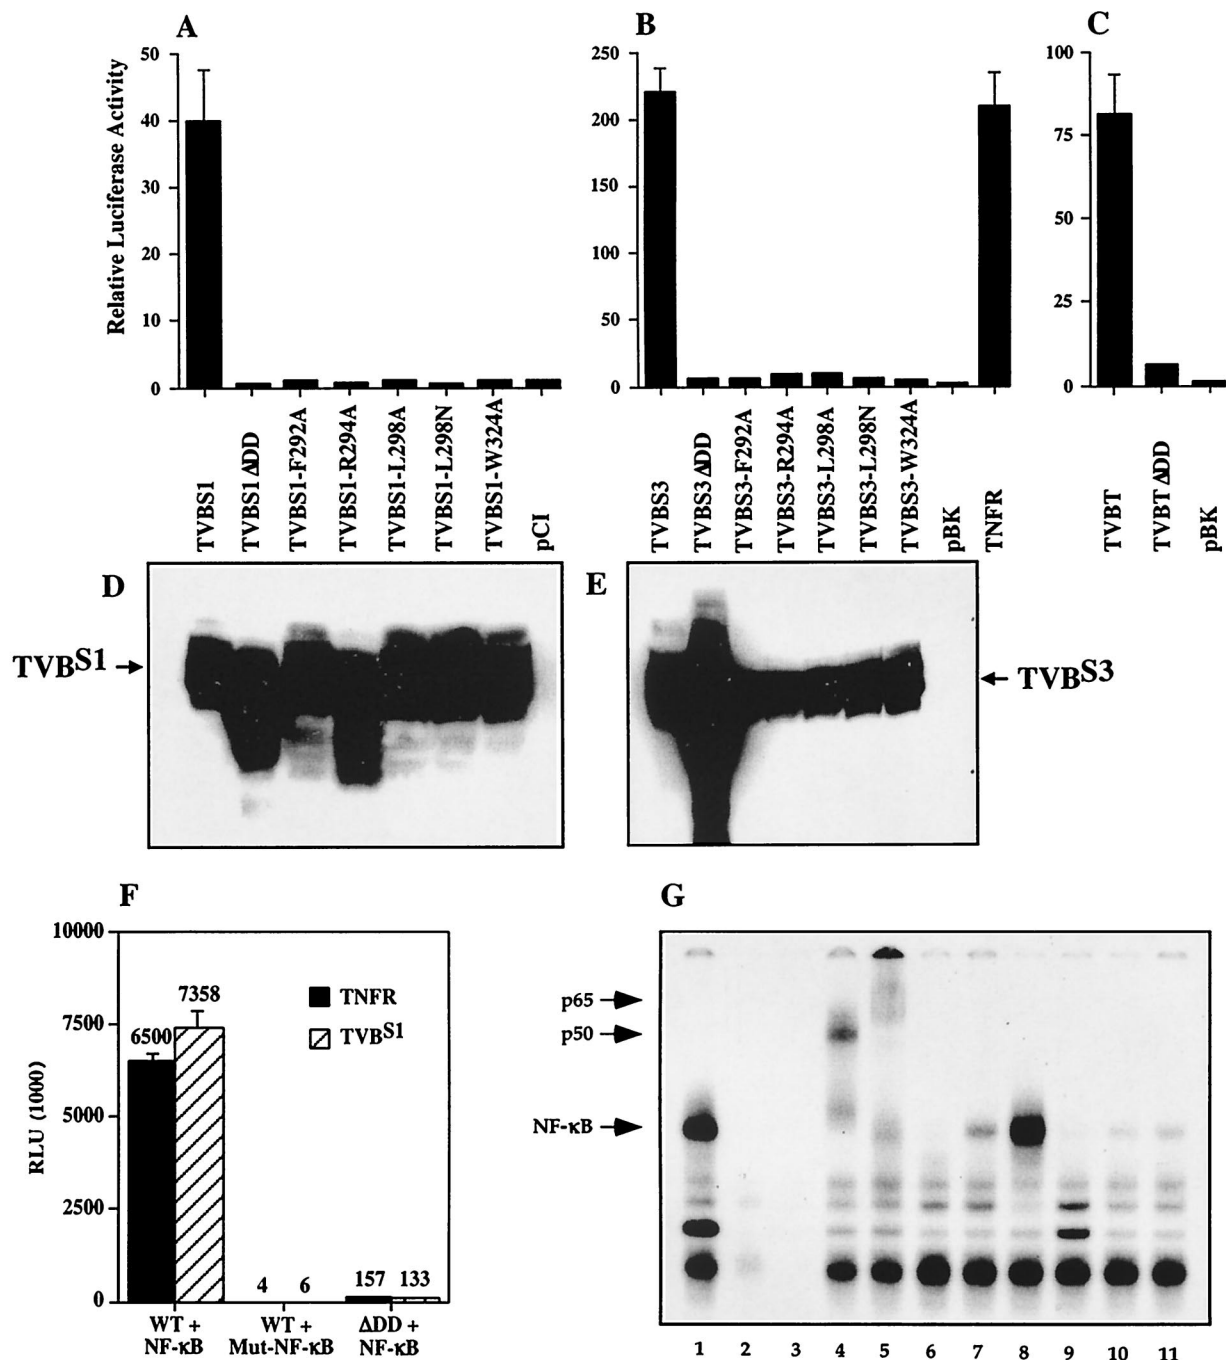 A
B
C
Relative Luciferase Activity
50
40
30
20
10
0
TVBS1
TVBS1 ΔDD
TVBS1-F292A
TVBS1-R294A
TVBS1-L298A
TVBS1-L298N
TVBS1-W324A
pCI
250
200
150
100
50
0
TVBS3
TVBS3 ΔDD
TVBS3-F292A
TVBS3-R294A
TVBS3-L298A
TVBS3-L298N
TVBS3-W324A
pBK
TNFR
100
75
50
25
0
TVBT
TVBT ΔDD
pBK
D
TVBS1
E
TVBS3
F
RLU (1000)
10000
7500
5000
2500
0
6500
7358
TNFR
TVBS1
4
6
157
133
WT +
NF-κB
WT +
Mut-NF-κB
ΔDD +
NF-κB
G
p65
p50
NF-κB
1 2 3 4 5 6 7 8 9 10 11